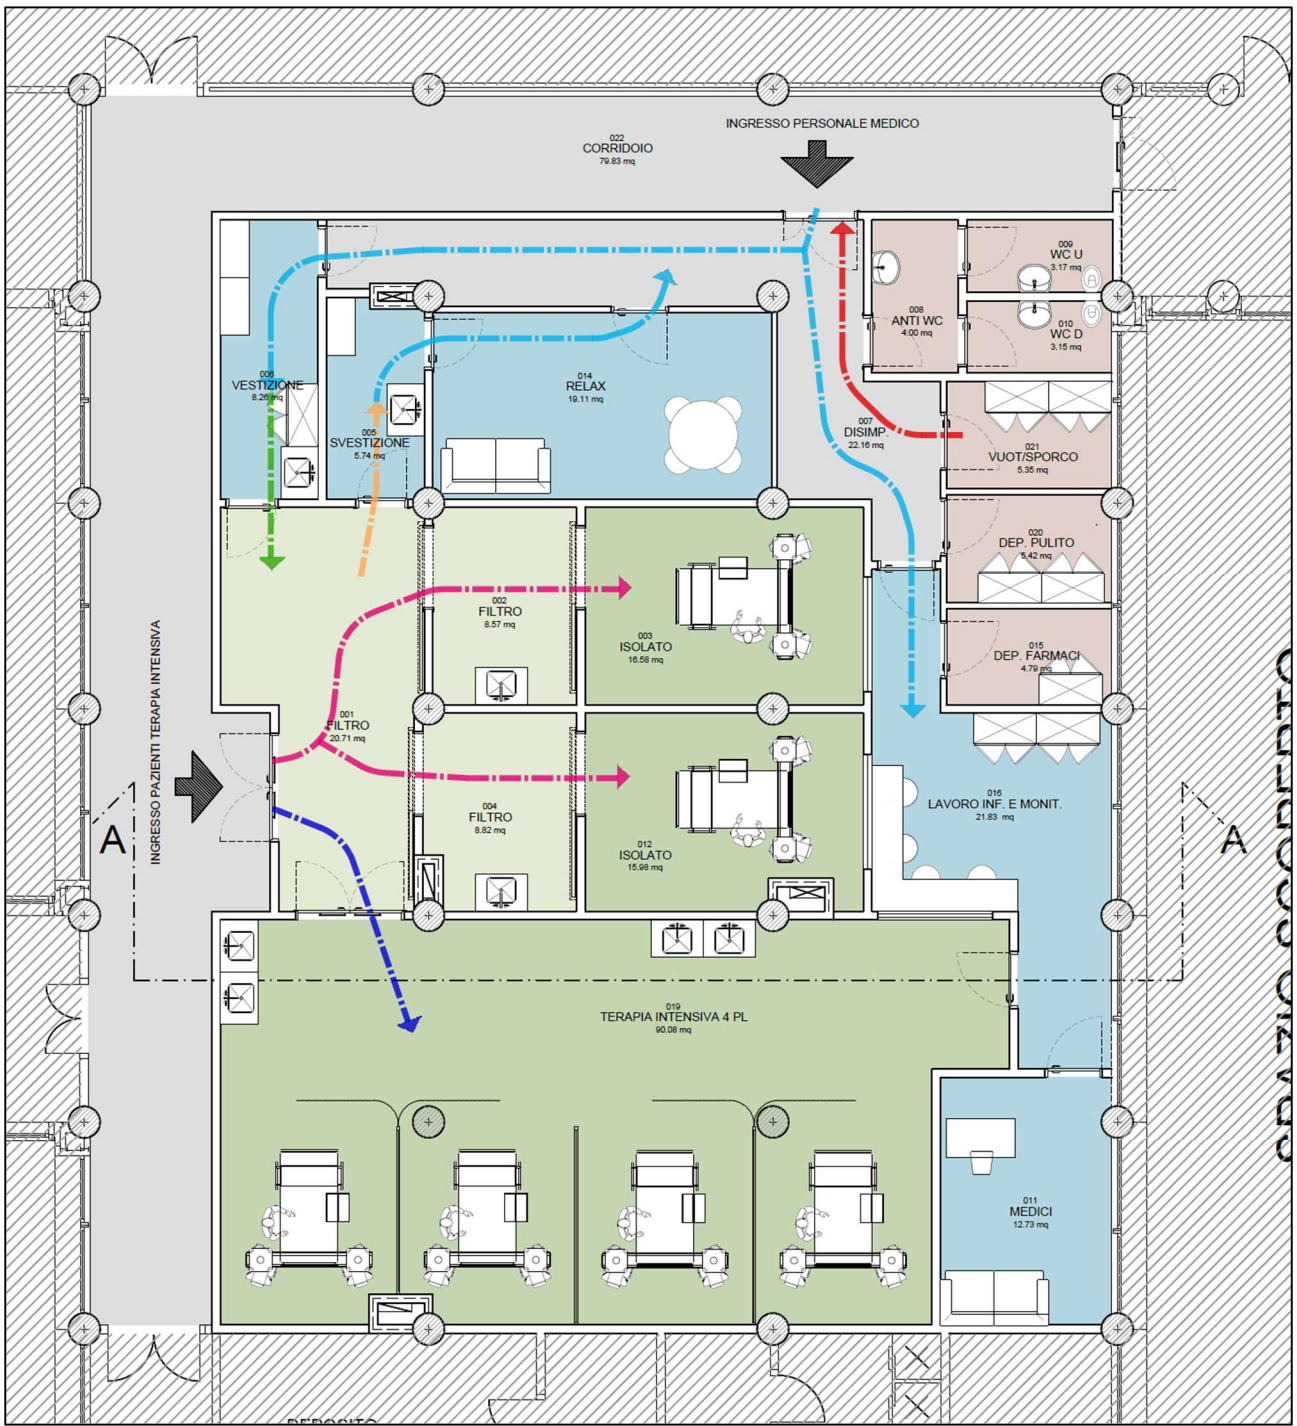 INGRESSO PERSONALE MEDICO
022
CORRIDOIO
79.83 mq
009
WC U
3.17 mq
008
ANTI WC
4.00 mq
010
WC D
3.15 mq
006
VESTIZIONE
8.26 mq
014
RELAX
19.11 mq
005
SVESTIZIONE
5.74 mq
007
DISIMP.
22.16 mq
021
VUOT/SPORCO
5.35 mq
020
DEP. PULITO
5.42 mq
002
FILTRO
8.57 mq
003
ISOLATO
16.58 mq
015
DEP. FARMACI
4.79 mq
001
FILTRO
20.71 mq
INGRESSO PAZIENTI TERAPIA INTENSIVA
004
FILTRO
8.82 mq
012
ISOLATO
15.98 mq
016
LAVORO INF. E MONIT.
21.83 mq
A
A
019
TERAPIA INTENSIVA 4 PL
90.08 mq
011
MEDICI
12.73 mq